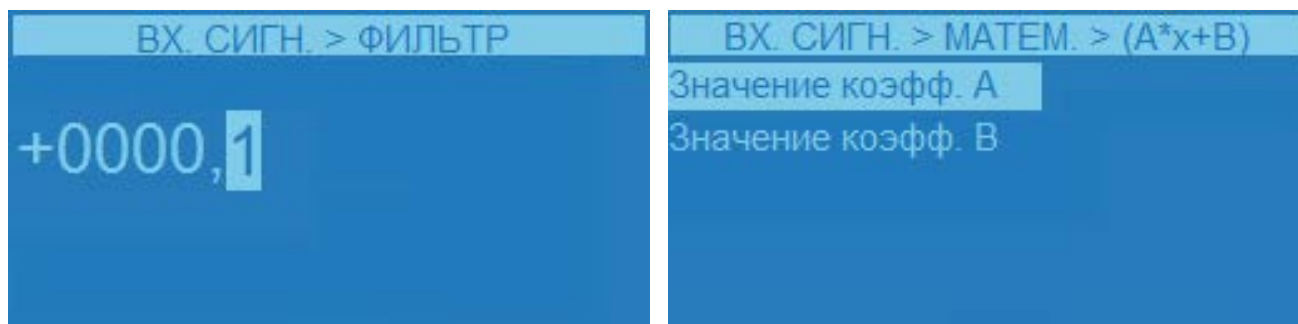 ВХ. СИГН. > ФИЛЬТР
+0000,1
ВХ. СИГН. > МАТЕМ. > (A*x+B)
Значение коэфф. A
Значение коэфф. B